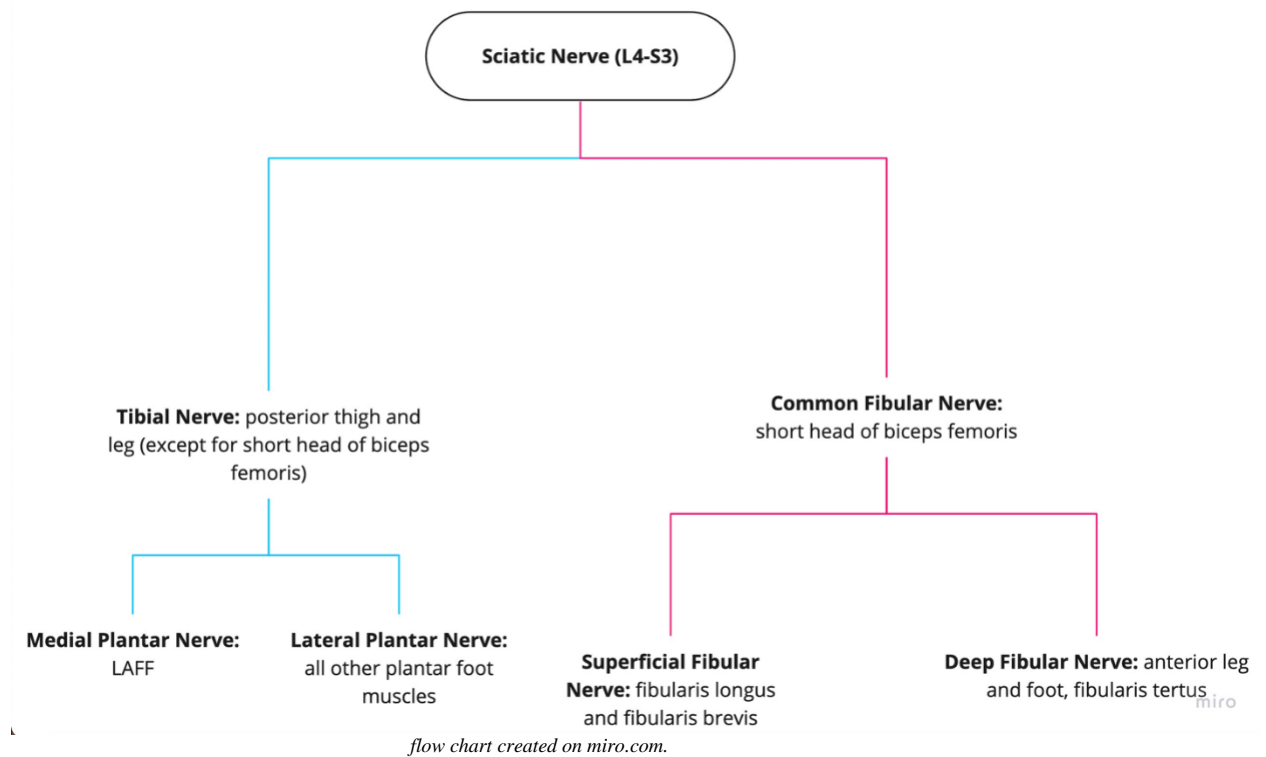 Sciatic Nerve (L4-S3)
Tibial Nerve: posterior thigh and
leg (except for short head of biceps
femoris)
Common Fibular Nerve:
short head of biceps femoris
Medial Plantar Nerve:
LAFF
Lateral Plantar Nerve:
all other plantar foot
muscles
Superficial Fibular
Nerve: fibularis longus
and fibularis brevis
Deep Fibular Nerve: anterior leg
and foot, fibularis tertus
miro
flow chart created on miro.com.